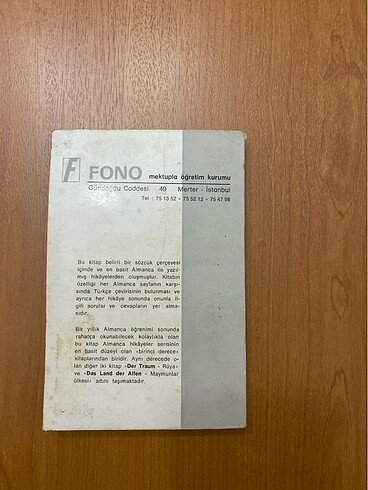 F FONO mektupla öğretim kurumu
Gündoğdu Caddesi. 49 Merter - İstanbul
Tel : 75 13 52 - 75 52 12 - 75 47 98
Bu kitap belirli bir sözcük çerçevesi
içinde ve en basit Almanca ile yazıl-
mış hikâyelerden oluşmuştur. Kitabın
özelliği her Almanca sayfanın karşı-
sında Türkçe çevirisinin bulunması ve
ayrıca her hikâye sonunda onunla il-
gili sorular ve cevapların yer alma-
sıdır.
Bir yıllık Almanca öğrenimi sonunda
rahatça okunabilecek kolaylıkta olan
bu kitap Almanca hikâyeler serisinin
en basit düzeyi olan «birinci derece»
kitaplarından biridir. Aynı derecede o-
lan diğer iki kitap «Der Traum - Rüya»
ve «Das Land der Affen - Maymunlar
ülkesi» adını taşımaktadır.